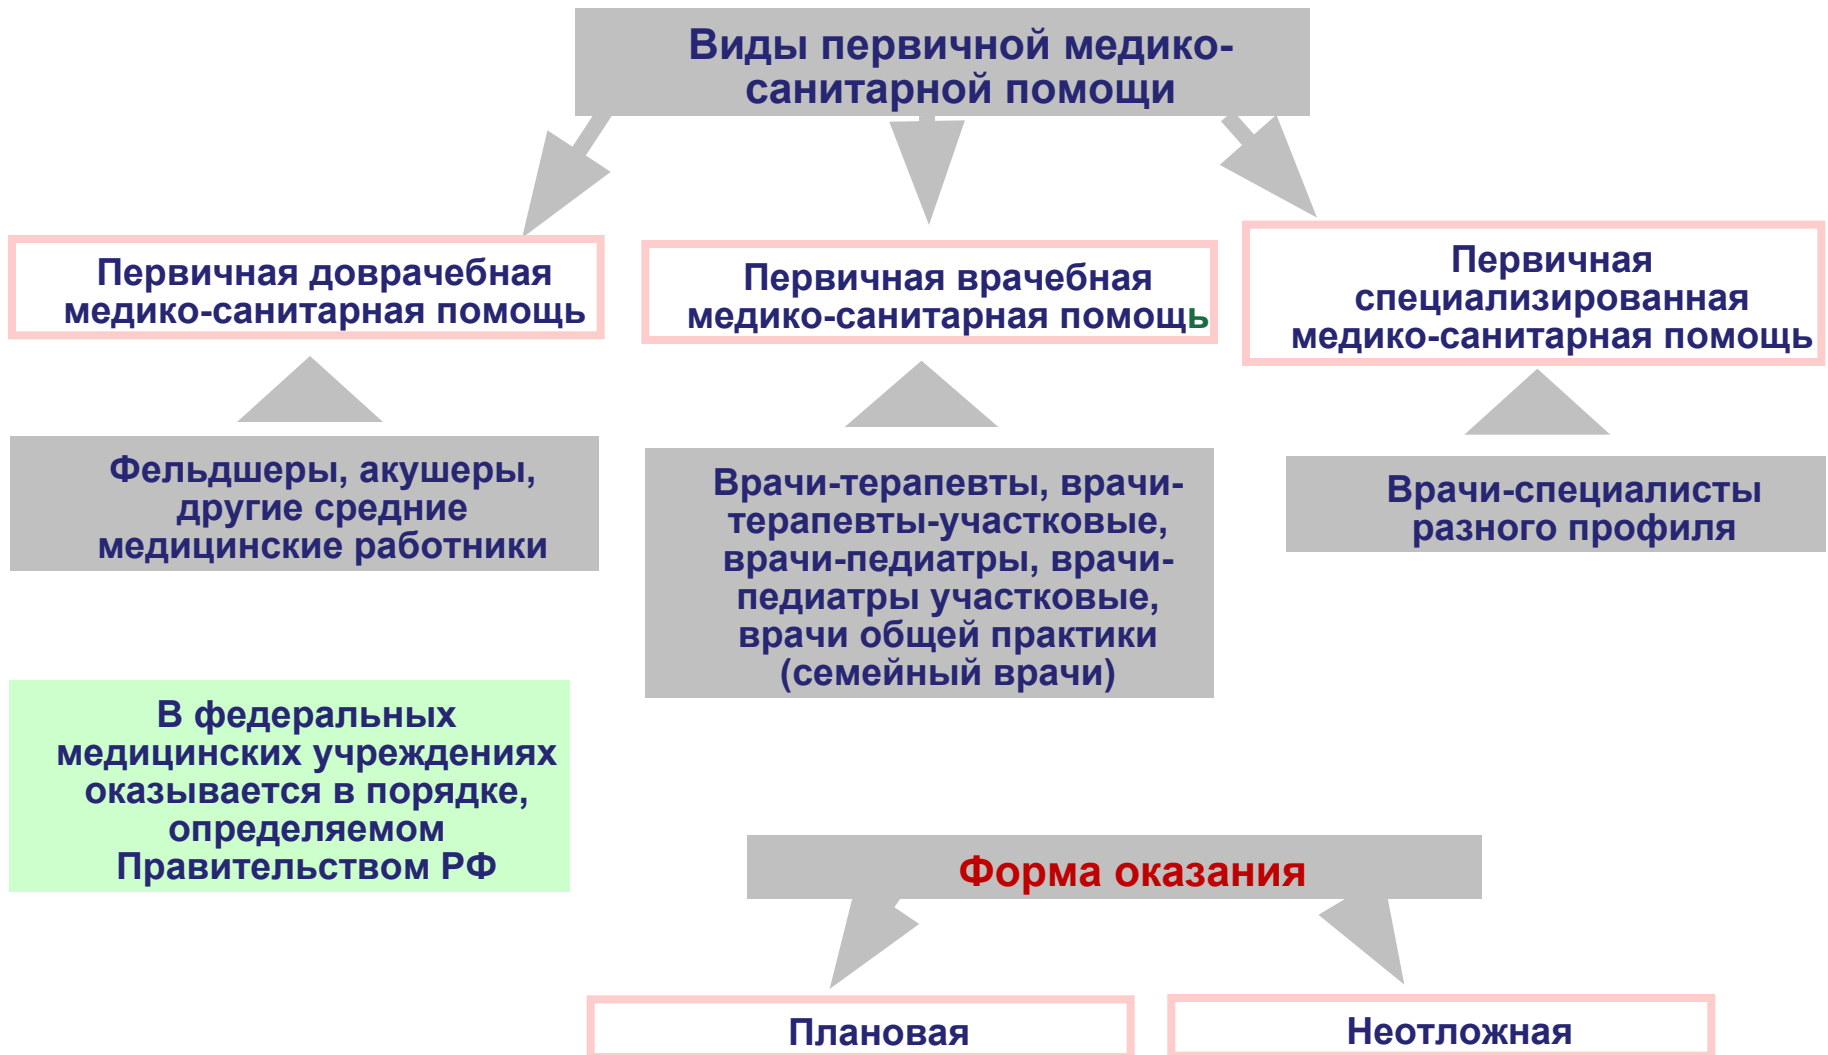 Виды первичной медико-
санитарной помощи
Первичная доврачебная
медико-санитарная помощь
Первичная врачебная
медико-санитарная помощь
Первичная
специализированная
медико-санитарная помощь
Фельдшеры, акушеры,
другие средние
медицинские работники
Врачи-терапевты, врачи-
терапевты-участковые,
врачи-педиатры, врачи-
педиатры участковые,
врачи общей практики
(семейный врачи)
Врачи-специалисты
разного профиля
В федеральных
медицинских учреждениях
оказывается в порядке,
определяемом
Правительством РФ
Форма оказания
Плановая
Неотложная